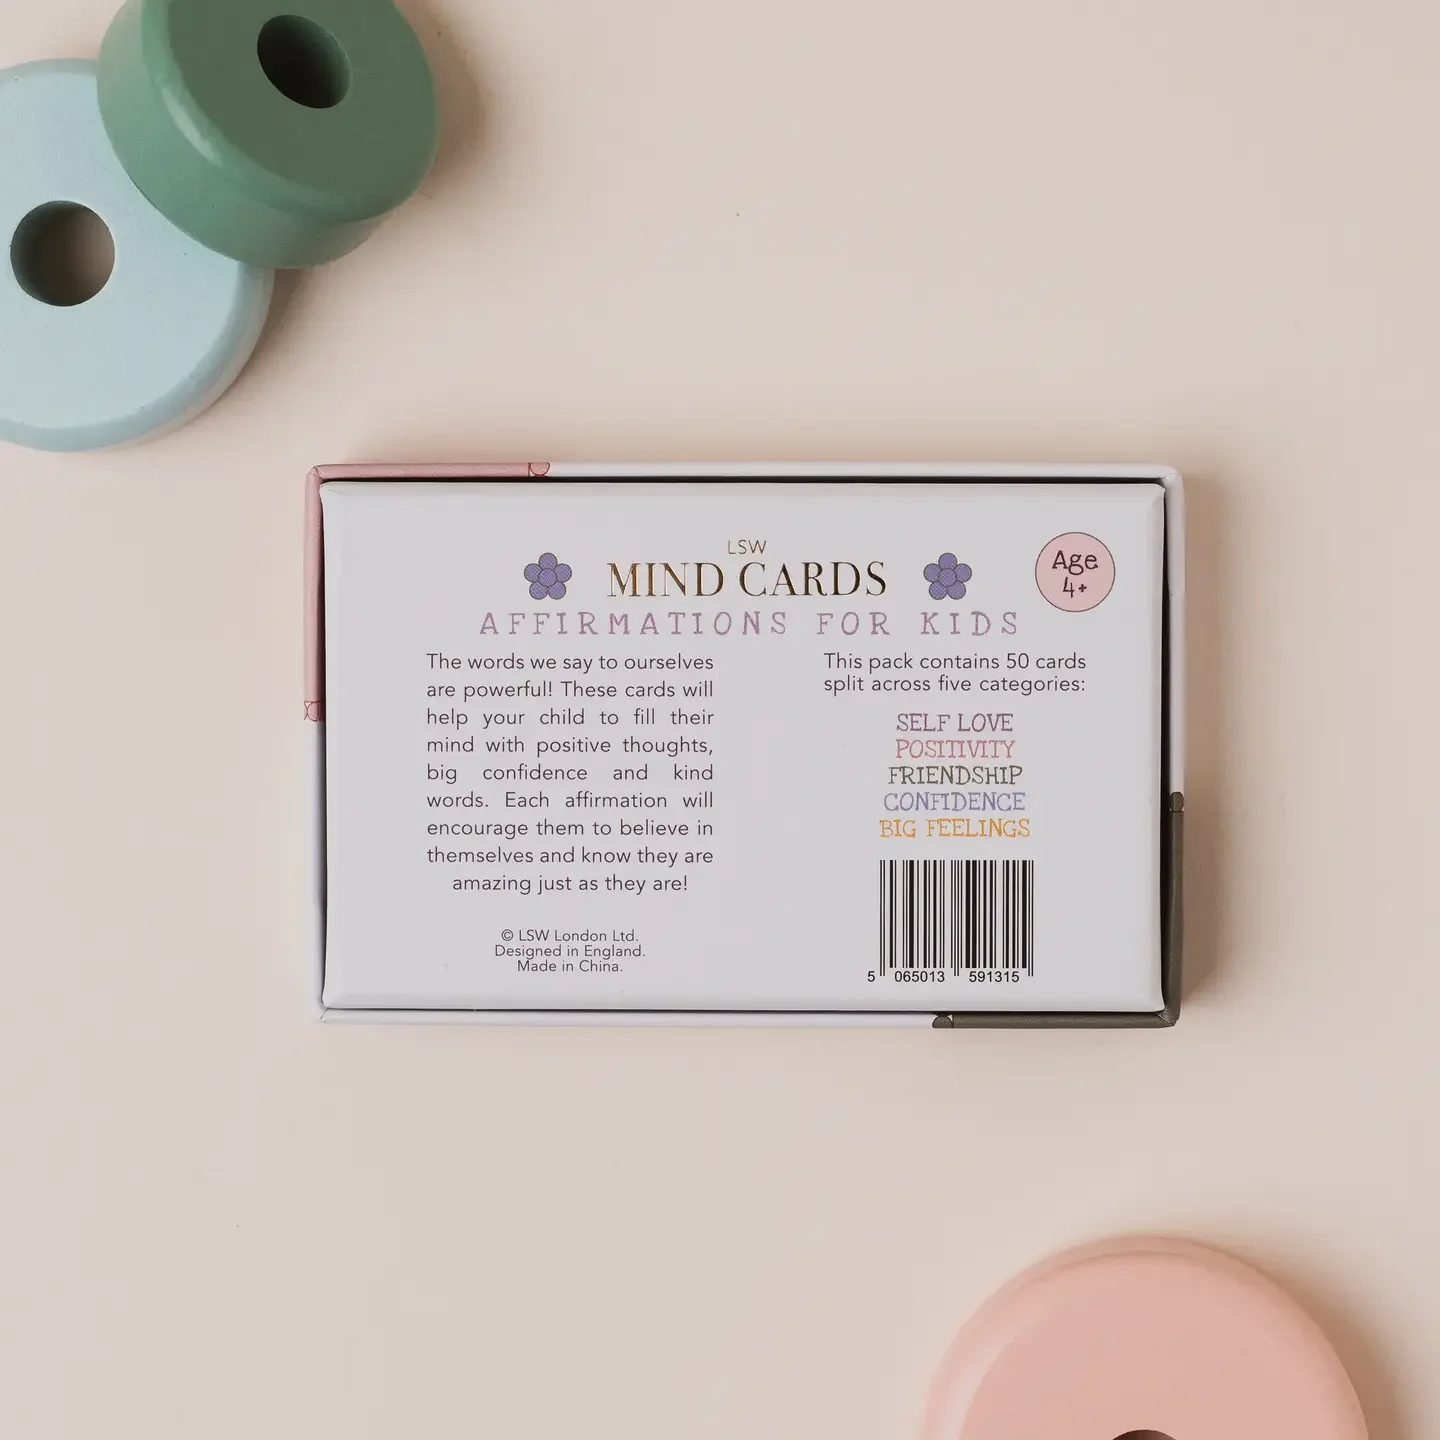 LSW
MIND CARDS
AFFIRMATIONS FOR KIDS
Age
4+
The words we say to ourselves
are powerful! These cards will
help your child to fill their
mind with positive thoughts,
big confidence and kind
words. Each affirmation will
encourage them to believe in
themselves and know they are
amazing just as they are!
© LSW London Ltd.
Designed in England.
Made in China.
This pack contains 50 cards
split across five categories:
SELF LOVE
POSITIVITY
FRIENDSHIP
CONFIDENCE
BIG FEELINGS
5 065013 591315